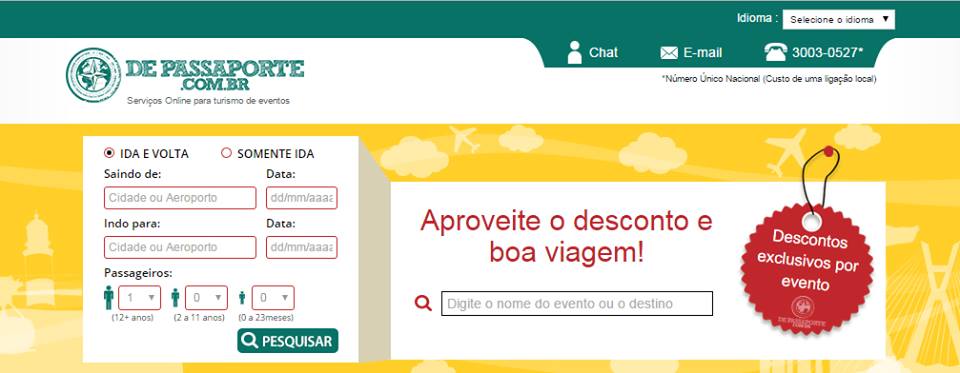 Idioma : Selecione o idioma
Chat E-mail 3003-0527*
*Número Único Nacional (Custo de uma ligação local)
DE PASSAPORTE
.COM.BR
Serviços Online para turismo de eventos
IDA E VOLTA SOMENTE IDA
Saindo de: Data:
Cidade ou Aeroporto dd/mm/aaaa
Indo para: Data:
Cidade ou Aeroporto dd/mm/aaaa
Passageiros:
1 0 0
(12+ anos) (2 a 11 anos) (0 a 23meses)
PESQUISAR
Aproveite o desconto e
boa viagem!
Digite o nome do evento ou o destino
Descontos
exclusivos por
evento
DE PASSAPORTE
.COM.BR